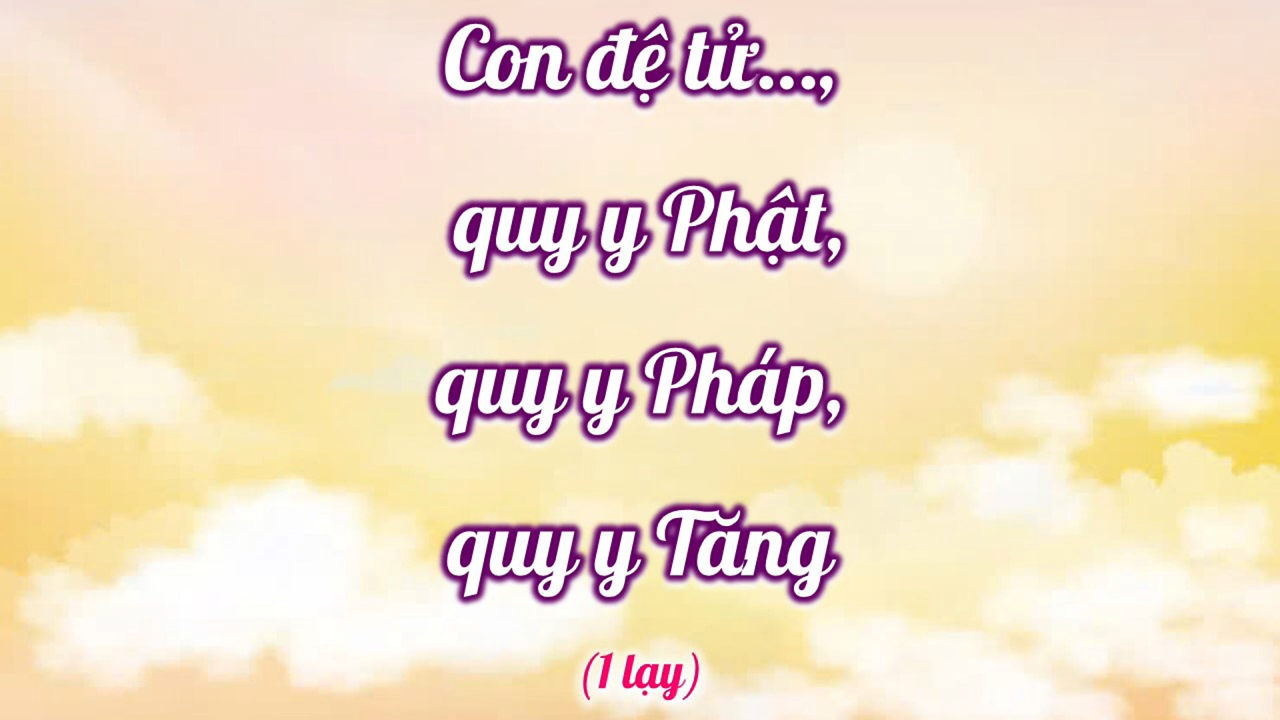 Con đệ tử...,
quy y Phật,
quy y Pháp,
quy y Tăng
(1 lạy)